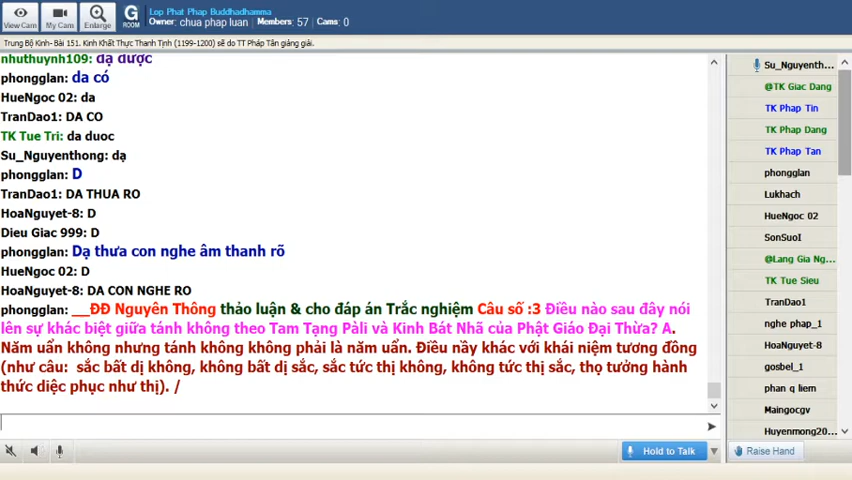 View Cam
My Cam
Enlarge
G
ROOM
Lop Phat Phap Buddhadhamma
Owner: chua phap luan
Members: 57
Cams: 0
Trung Bộ Kinh- Bài 151. Kinh Khất Thực Thanh Tịnh (1199-1200) sẽ do TT Pháp Tân giảng giải.
nhuthuynh109: dạ dược
phongglan: da có
HueNgoc 02: da
TranDao1: DA CO
TK Tue Tri: da duoc
Su_Nguyenthong: dạ
phongglan: D
TranDao1: DA THUA RO
HoaNguyet-8: D
Dieu Giac 999: D
phongglan: Dạ thưa con nghe âm thanh rõ
HueNgoc 02: D
HoaNguyet-8: DA CON NGHE RO
phongglan: __ĐĐ Nguyên Thông thảo luận & cho đáp án Trắc nghiệm Câu số :3 Điều nào sau đây nói
lên sự khác biệt giữa tánh không theo Tam Tạng Pàli và Kinh Bát Nhã của Phật Giáo Đại Thừa? A.
Năm uẩn không nhưng tánh không không phải là năm uẩn. Điều nầy khác với khái niệm tương đồng
(như câu: sắc bất dị không, không bất dị sắc, sắc tức thị không, không tức thị sắc, thọ tưởng hành
thức diệc phục như thị). /
Su_Nguyenth...
@TK Giac Dang
TK Phap Tin
TK Phap Dang
TK Phap Tan
phongglan
Lukhach
HueNgoc 02
SonSuoI
@Lang Gia Ng...
TK Tue Sieu
TranDao1
nghe phap_1
HoaNguyet-8
gosbel_1
phan q liem
Maingocgv
Huyenmong20...
Hold to Talk
Raise Hand